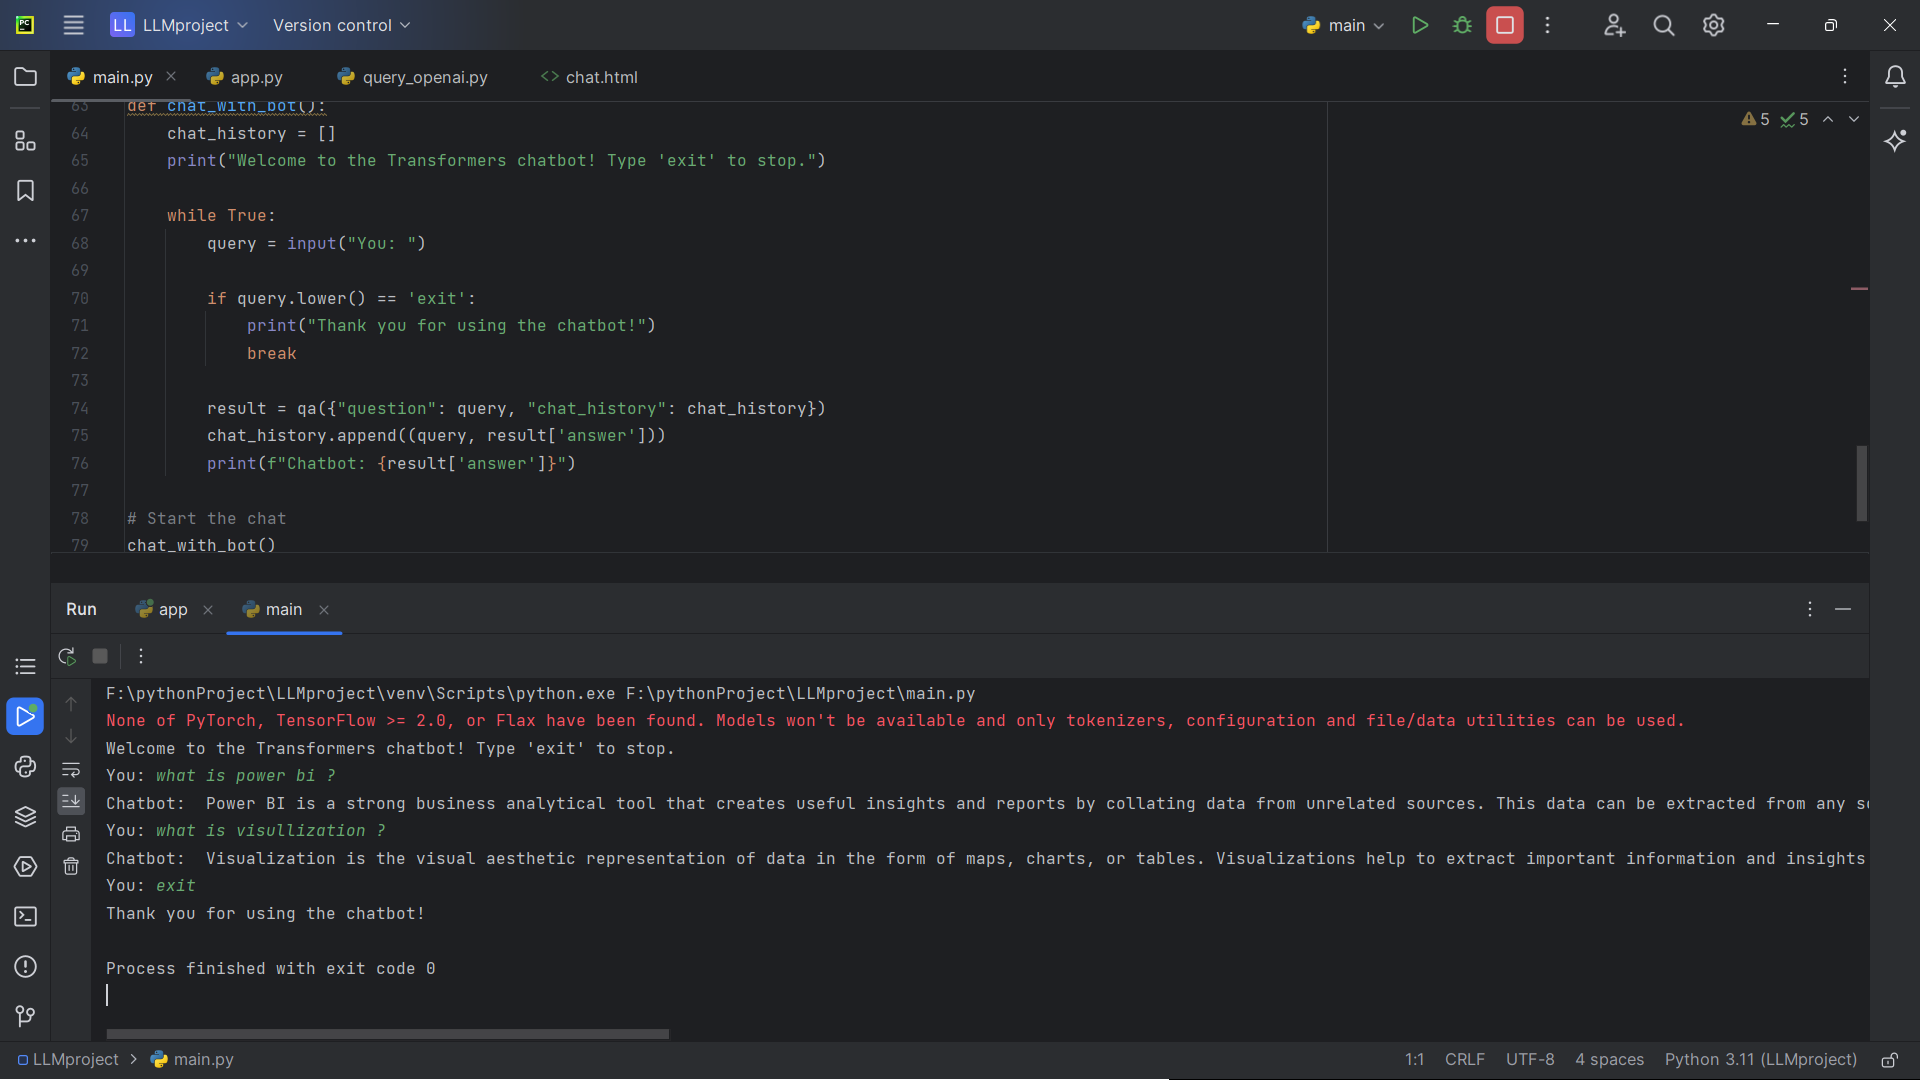 LL LLMproject Version control main
main.py app.py query_openai.py chat.html
63 def chat_with_bot():
5 5
64 chat_history = []
65 print("Welcome to the Transformers chatbot! Type 'exit' to stop.")
66
67 while True:
68 query = input("You: ")
69
70 if query.lower() == 'exit':
71 print("Thank you for using the chatbot!")
72 break
73
74 result = qa({"question": query, "chat_history": chat_history})
75 chat_history.append((query, result['answer']))
76 print(f"Chatbot: {result['answer']}")
77
78 # Start the chat
79 chat_with_bot()
Run app main
F:\pythonProject\LLMproject\venv\Scripts\python.exe F:\pythonProject\LLMproject\main.py
None of PyTorch, TensorFlow >= 2.0, or Flax have been found. Models won't be available and only tokenizers, configuration and file/data utilities can be used.
Welcome to the Transformers chatbot! Type 'exit' to stop.
You: what is power bi ?
Chatbot:  Power BI is a strong business analytical tool that creates useful insights and reports by collating data from unrelated sources. This data can be extracted from any
You: what is visullization ?
Chatbot:  Visualization is the visual aesthetic representation of data in the form of maps, charts, or tables. Visualizations help to extract important information and insights
You: exit
Thank you for using the chatbot!
Process finished with exit code 0
LLMproject > main.py 1:1 CRLF UTF-8 4 spaces Python 3.11 (LLMproject)